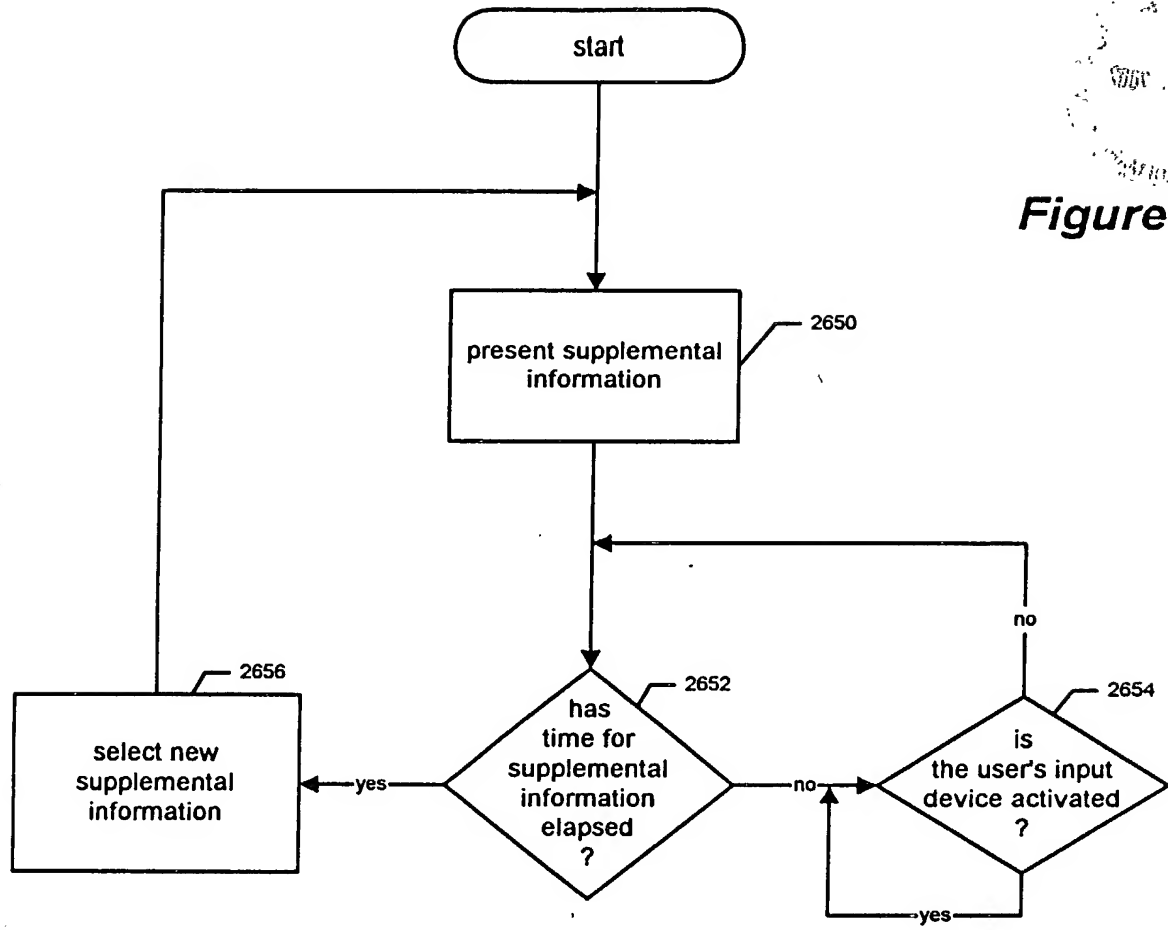 start
Figure
present supplemental
information
2650
no
2656
2652
2654
select new
supplemental
information
yes
has
time for
supplemental
information
elapsed
?
no
is
the user's input
device activated
?
yes